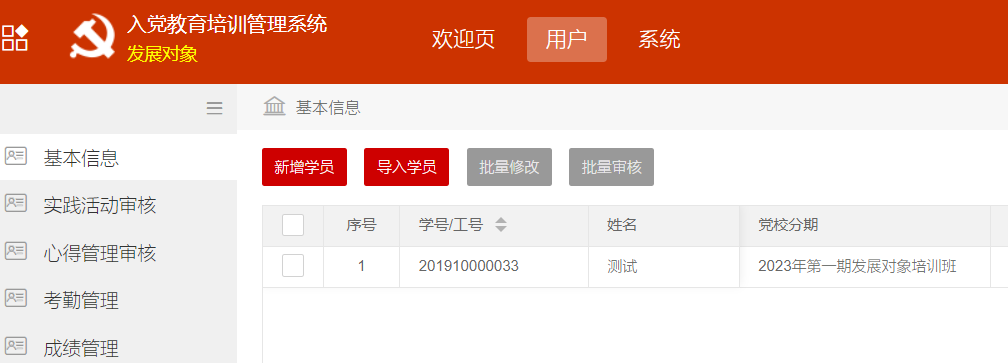 入党教育培训管理系统
发展对象
欢迎页 用户 系统
基本信息
新增学员 导入学员 批量修改 批量审核
序号 学号/工号 姓名 党校分期
1 201910000033 测试 2023年第一期发展对象培训班
基本信息
实践活动审核
心得管理审核
考勤管理
成绩管理